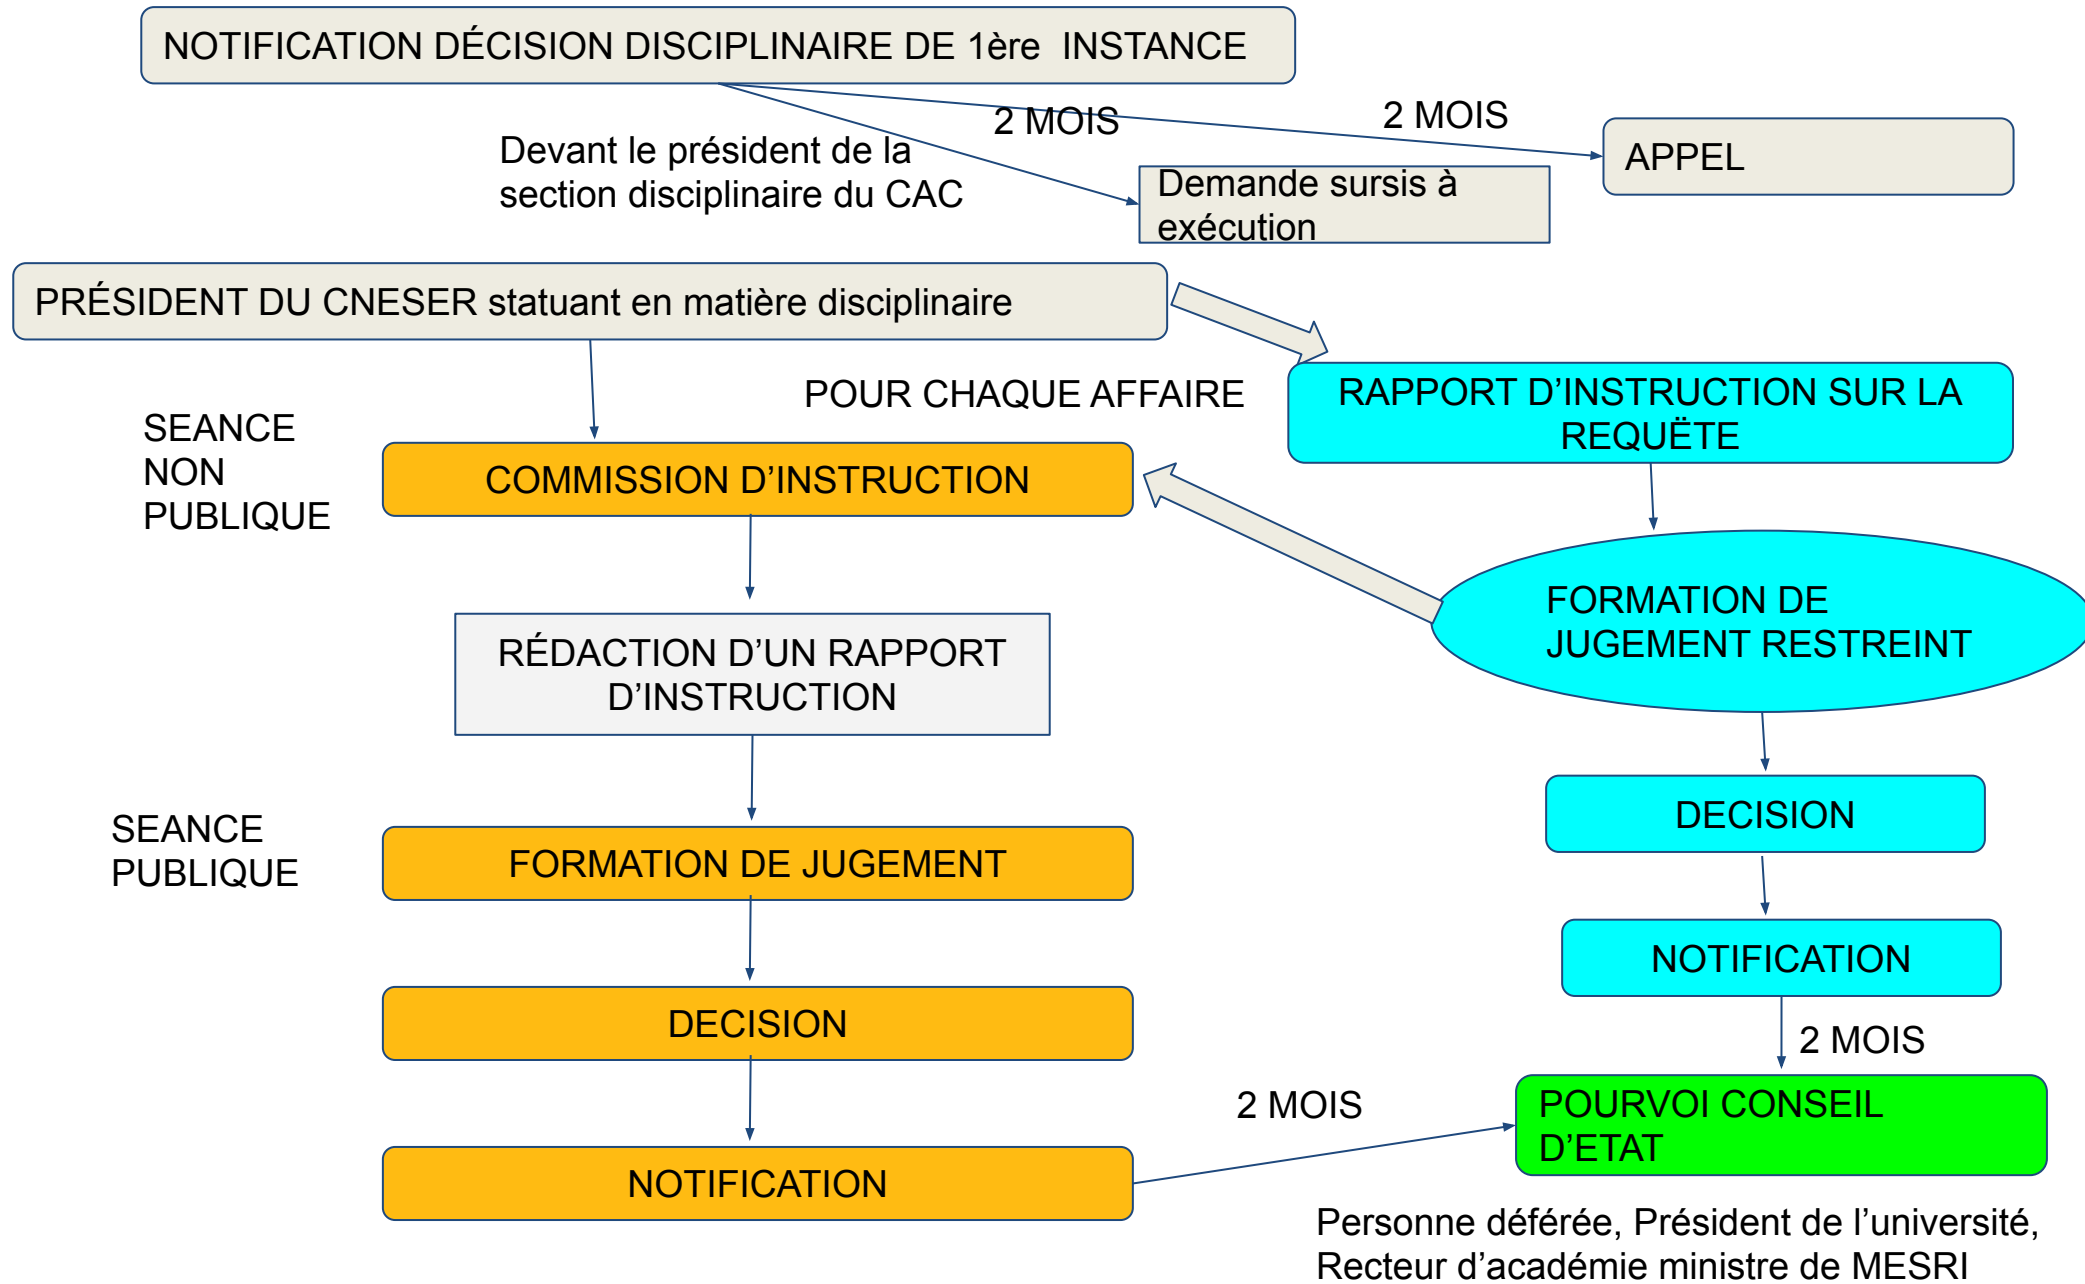 NOTIFICATION DÉCISION DISCIPLINAIRE DE 1ère  INSTANCE
2 MOIS
2 MOIS
Devant le président de la
section disciplinaire du CAC
APPEL
Demande sursis à
exécution
PRÉSIDENT DU CNESER statuant en matière disciplinaire
POUR CHAQUE AFFAIRE
RAPPORT D’INSTRUCTION SUR LA
REQUËTE
SEANCE
NON
PUBLIQUE
COMMISSION D’INSTRUCTION
FORMATION DE
JUGEMENT RESTREINT
RÉDACTION D’UN RAPPORT
D’INSTRUCTION
DECISION
SEANCE
PUBLIQUE
FORMATION DE JUGEMENT
NOTIFICATION
DECISION
2 MOIS
2 MOIS
POURVOI CONSEIL
D’ETAT
NOTIFICATION
Personne déférée, Président de l’université,
Recteur d’académie ministre de MESRI